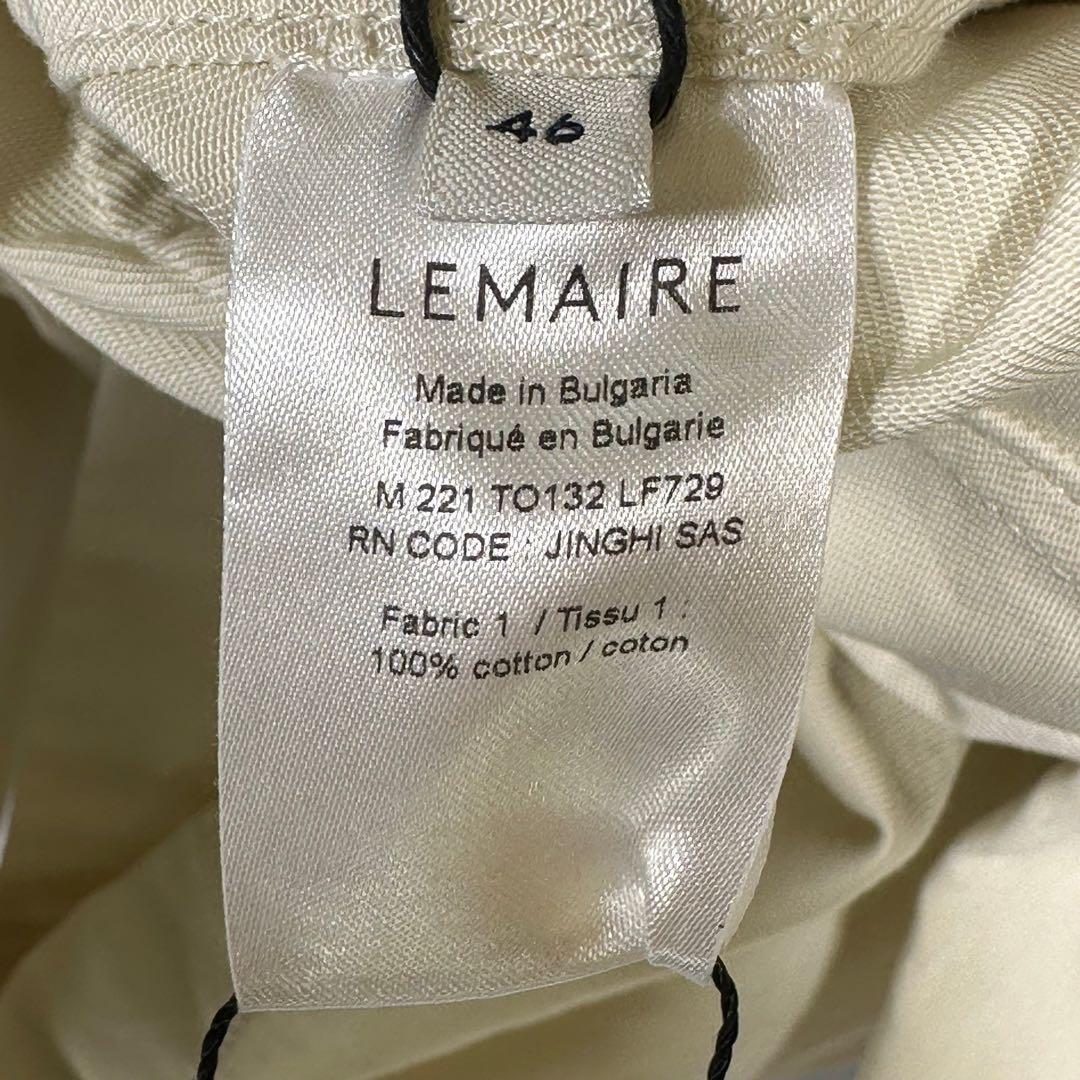 46
LEMAIRE
Made in Bulgaria
Fabriqué en Bulgarie
M 221 TO132 LF729
RN CODE : JINGHI SAS
Fabric 1 / Tissu 1 :
100% cotton / coton